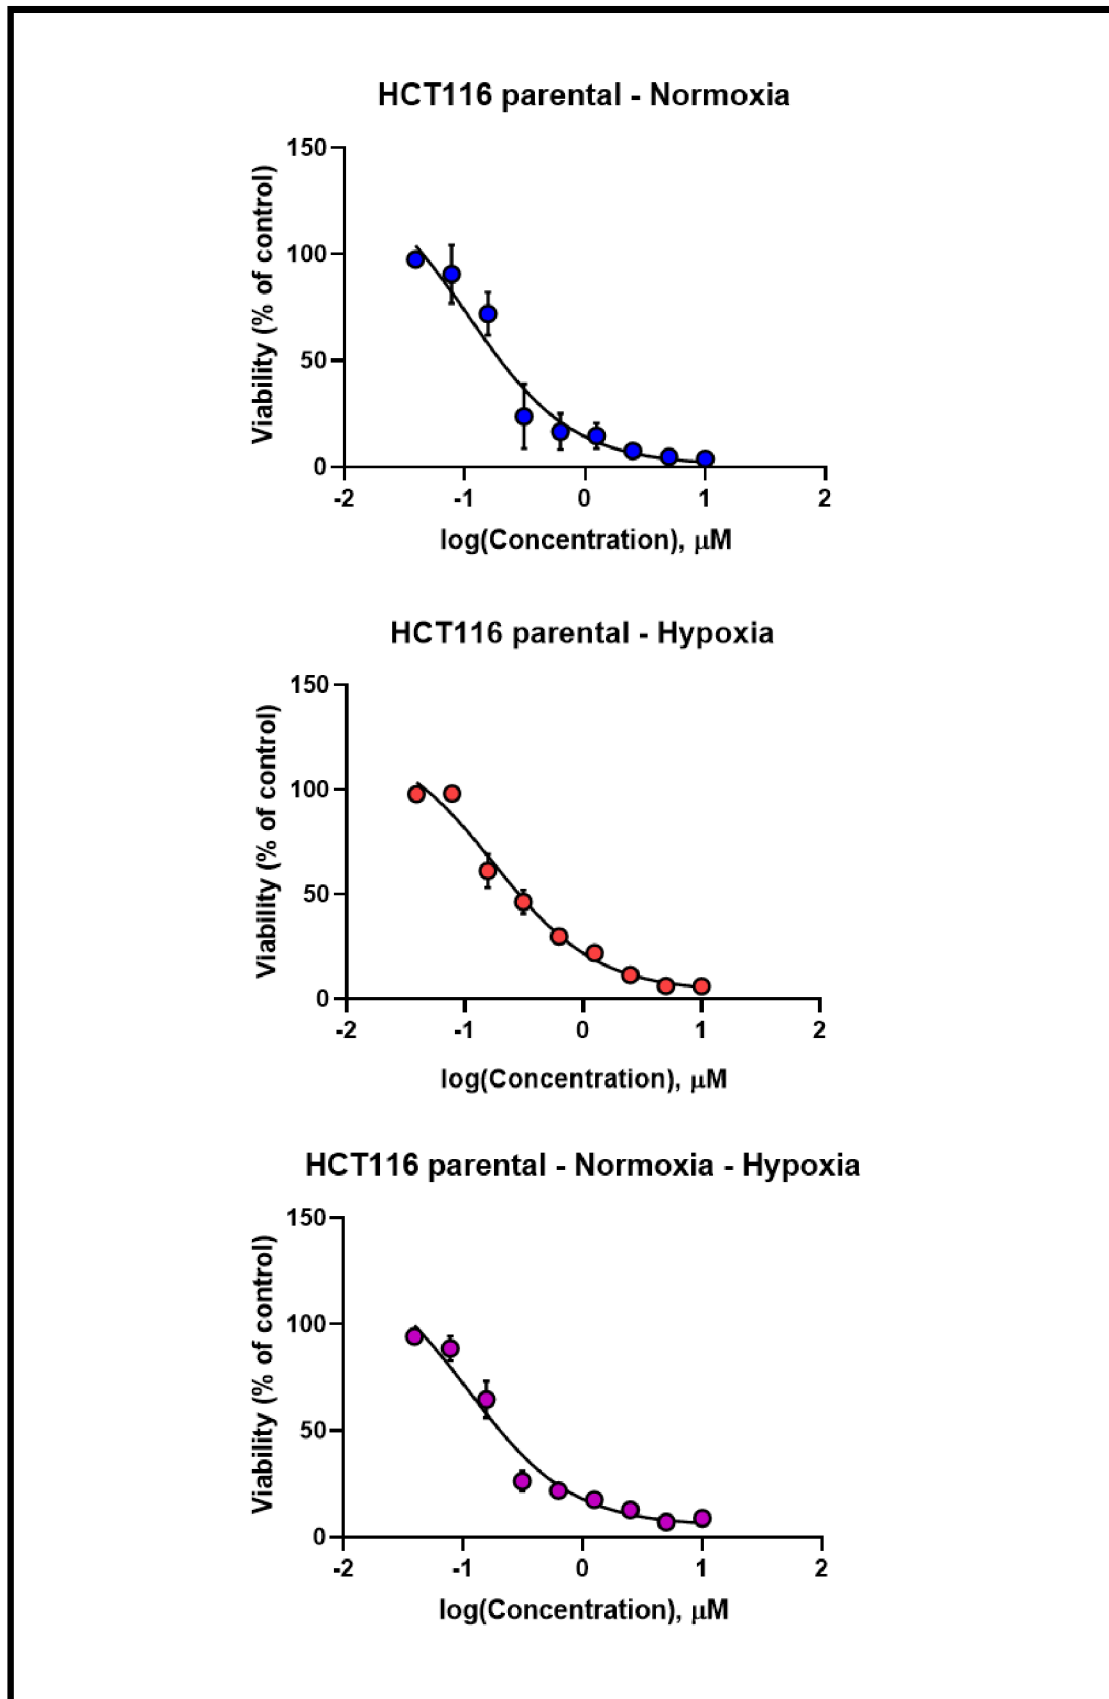 HCT116 parental - Normoxia
150
100
50
0
-2 -1 0 1 2
Viability (% of control)
log(Concentration), μM
HCT116 parental - Hypoxia
150
100
50
0
-2 -1 0 1 2
Viability (% of control)
log(Concentration), μM
HCT116 parental - Normoxia - Hypoxia
150
100
50
0
-2 -1 0 1 2
Viability (% of control)
log(Concentration), μM